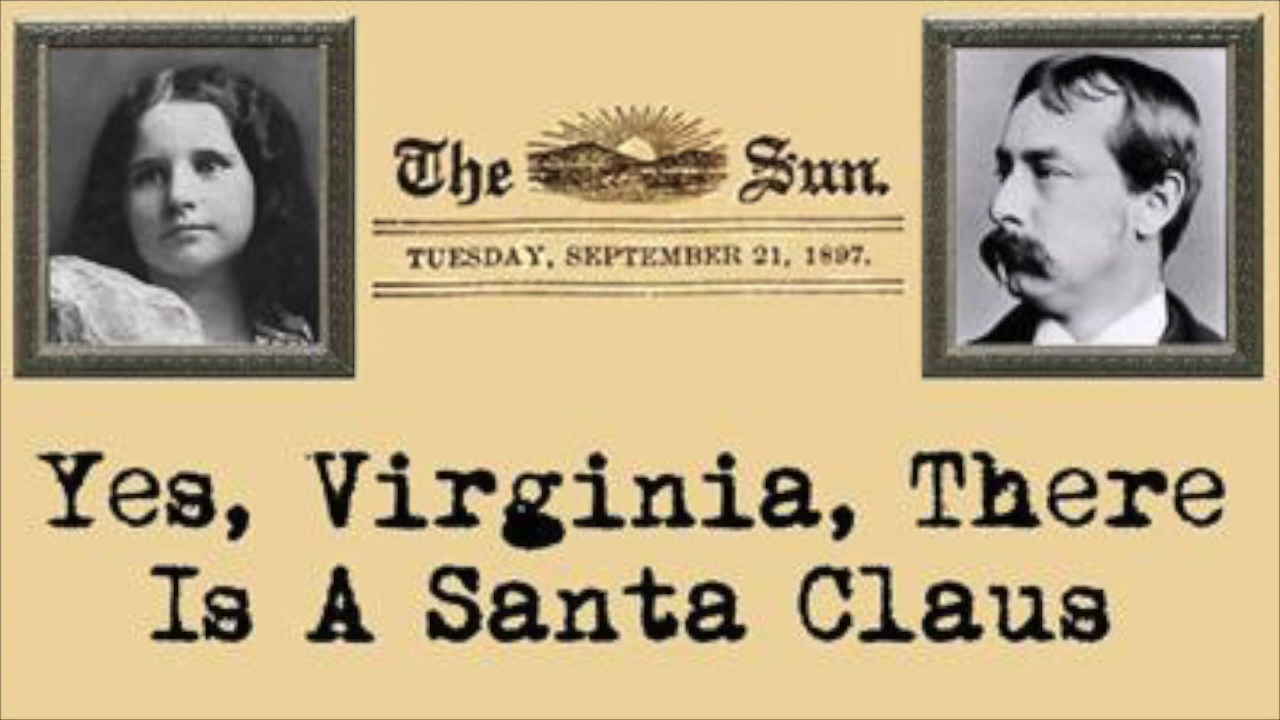 The Sun.
TUESDAY, SEPTEMBER 21, 1897.
Yes, Virginia, There
Is A Santa Claus